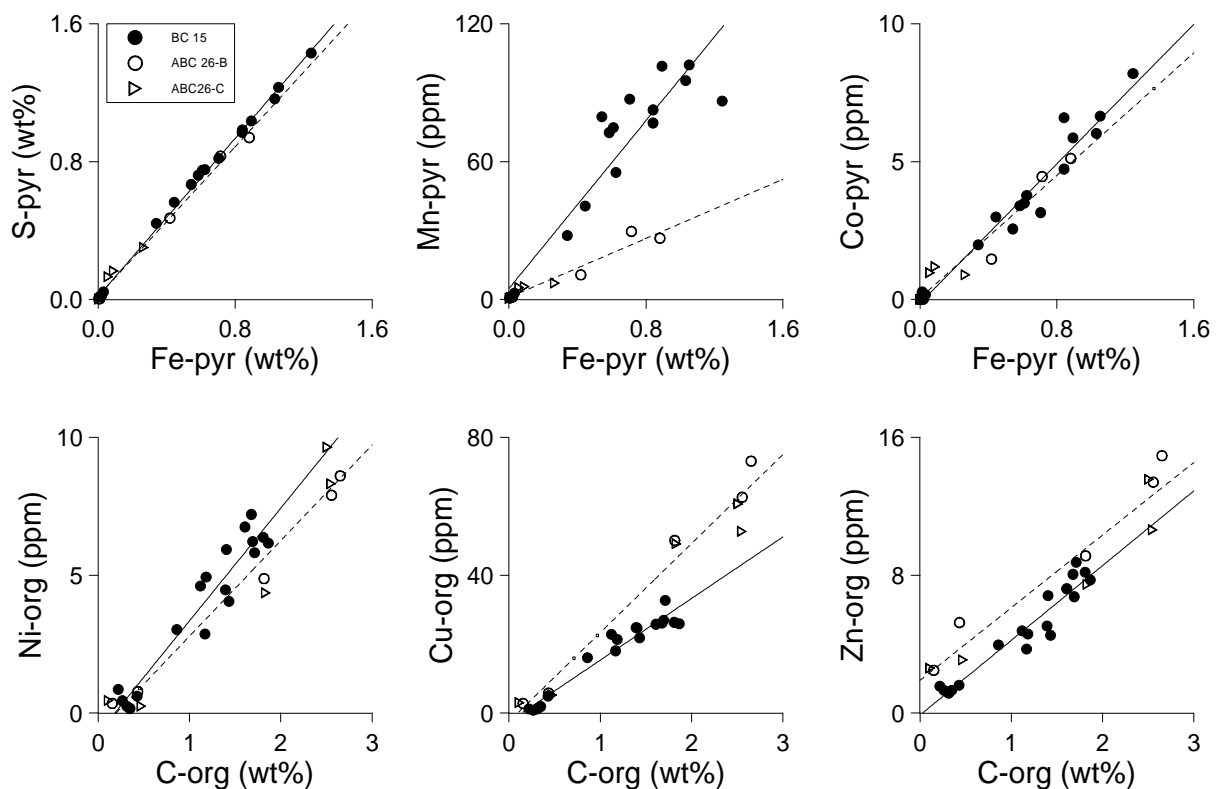 S-pyr (wt%)
1.6
0.8
0.0
BC 15
ABC 26-B
ABC26-C
0.0 0.8 1.6
Fe-pyr (wt%)
Mn-pyr (ppm)
120
60
0
0.0 0.8 1.6
Fe-pyr (wt%)
Co-pyr (ppm)
10
5
0
0.0 0.8 1.6
Fe-pyr (wt%)
Ni-org (ppm)
10
5
0
0 1 2 3
C-org (wt%)
Cu-org (ppm)
80
40
0
0 1 2 3
C-org (wt%)
Zn-org (ppm)
16
8
0
0 1 2 3
C-org (wt%)